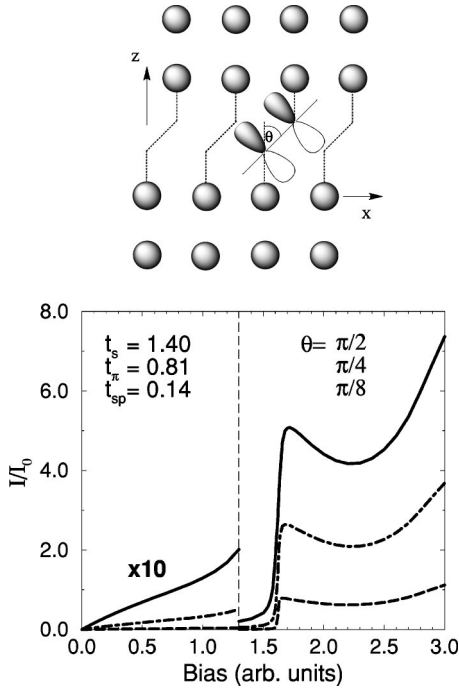 z
θ
x
8.0
6.0
4.0
2.0
0.0
I/I₀
tₛ = 1.40
t_π = 0.81
t_sp = 0.14
θ= π/2
π/4
π/8
x10
0.0 0.5 1.0 1.5 2.0 2.5 3.0
Bias (arb. units)